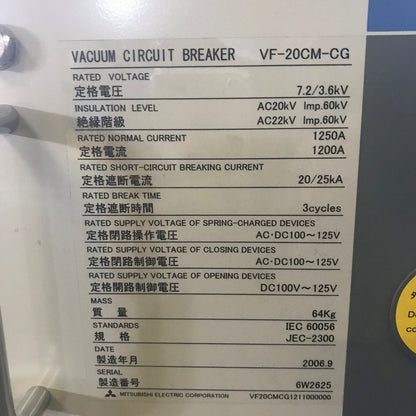 VACUUM CIRCUIT BREAKER VF-20CM-CG
RATED VOLTAGE
定格電圧 7.2/3.6kV
INSULATION LEVEL AC20kV Imp.60kV
絶縁階級 AC22kV Imp.60kV
RATED NORMAL CURRENT 1250A
定格電流 1200A
RATED SHORT-CIRCUIT BREAKING CURRENT
定格遮断電流 20/25kA
RATED BREAK TIME
定格遮断時間 3cycles
RATED SUPPLY VOLTAGE OF SPRING-CHARGED DEVICES
定格閉路操作電圧 AC·DC100～125V
RATED SUPPLY VOLTAGE OF CLOSING DEVICES
定格閉路制御電圧 AC·DC100～125V
RATED SUPPLY VOLTAGE OF OPENING DEVICES
定格開路制御電圧 DC100V～125V
MASS
質量 64Kg
STANDARDS IEC 60056
規格 JEC-2300
DATE
製造年月 2006.9
SERIAL
製造番号 6W2625
MITSUBISHI ELECTRIC CORPORATION VF20CMCG1211000000